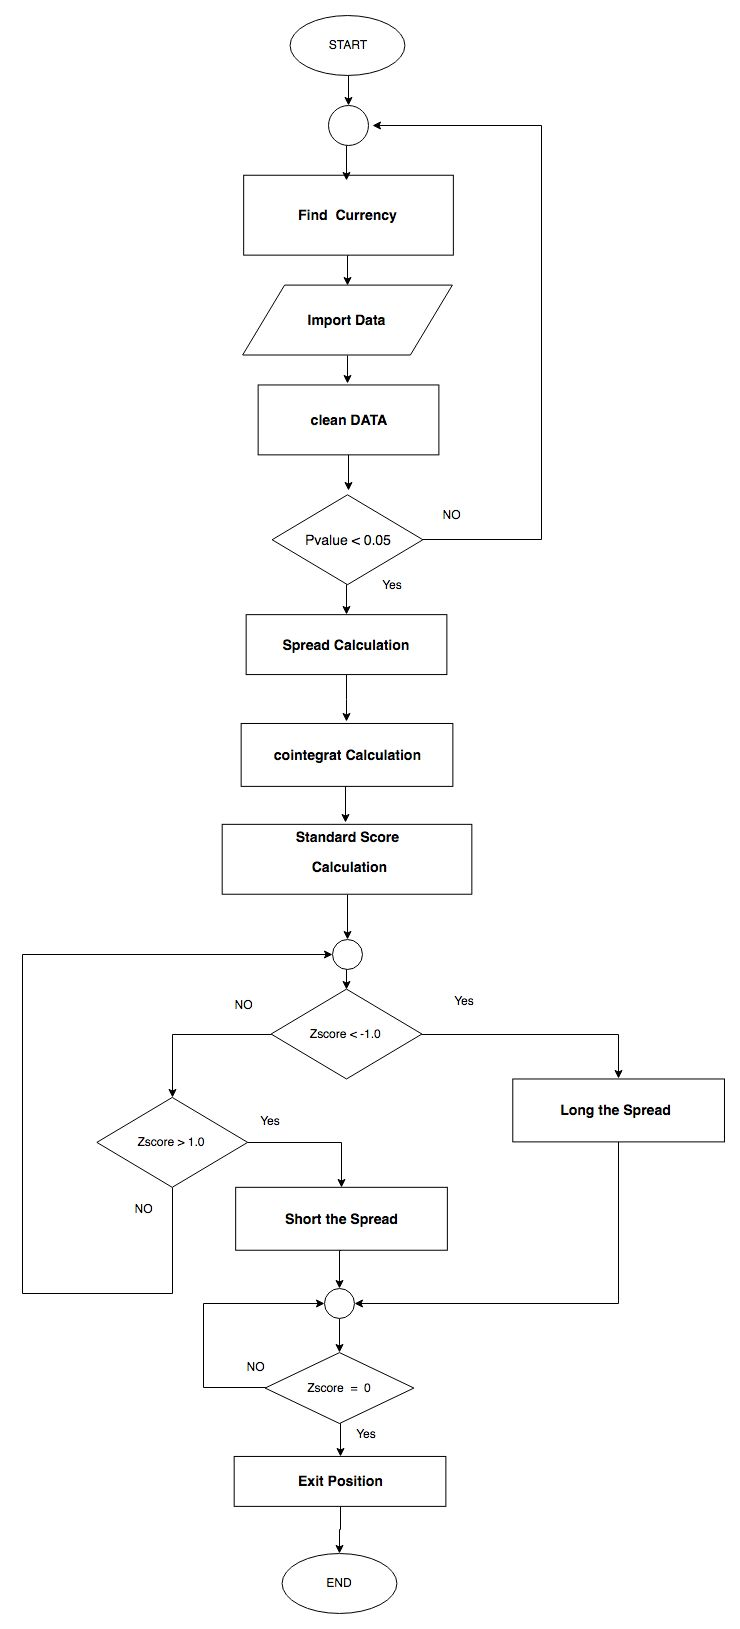 START
Find Currency
Import Data
clean DATA
NO
Pvalue < 0.05
Yes
Spread Calculation
cointegrat Calculation
Standard Score
Calculation
NO
Yes
Zscore < -1.0
Long the Spread
Yes
Zscore > 1.0
NO
Short the Spread
NO
Zscore = 0
Yes
Exit Position
END